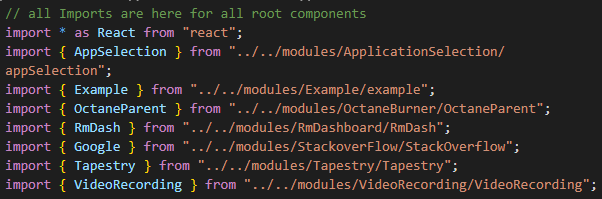 // all Imports are here for all root components
import * as React from "react";
import { AppSelection } from "../../modules/ApplicationSelection/
appSelection";
import { Example } from "../../modules/Example/example";
import { OctaneParent } from "../../modules/OctaneBurner/OctaneParent";
import { RmDash } from "../../modules/RmDashboard/RmDash";
import { Google } from "../../modules/StackoverFlow/StackOverflow";
import { Tapestry } from "../../modules/Tapestry/Tapestry";
import { VideoRecording } from "../../modules/VideoRecording/VideoRecording";